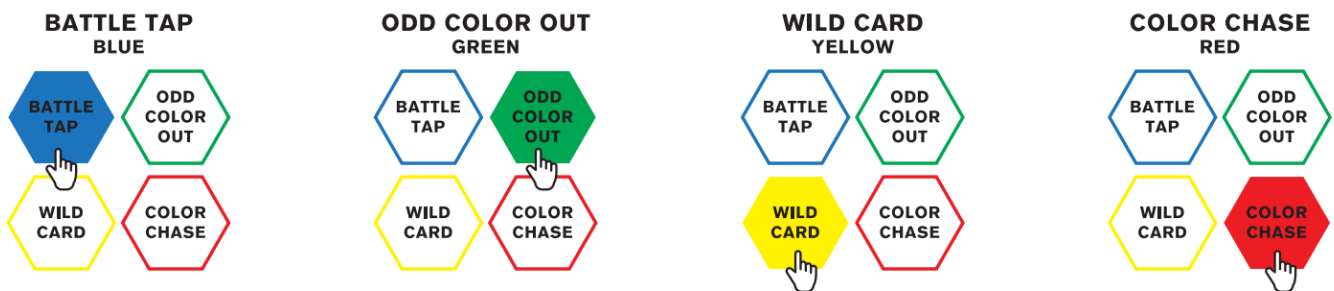 BATTLE TAP
BLUE
BATTLE
TAP
ODD
COLOR
OUT
WILD
CARD
COLOR
CHASE
ODD COLOR OUT
GREEN
BATTLE
TAP
ODD
COLOR
OUT
WILD
CARD
COLOR
CHASE
WILD CARD
YELLOW
BATTLE
TAP
ODD
COLOR
OUT
WILD
CARD
COLOR
CHASE
COLOR CHASE
RED
BATTLE
TAP
ODD
COLOR
OUT
WILD
CARD
COLOR
CHASE